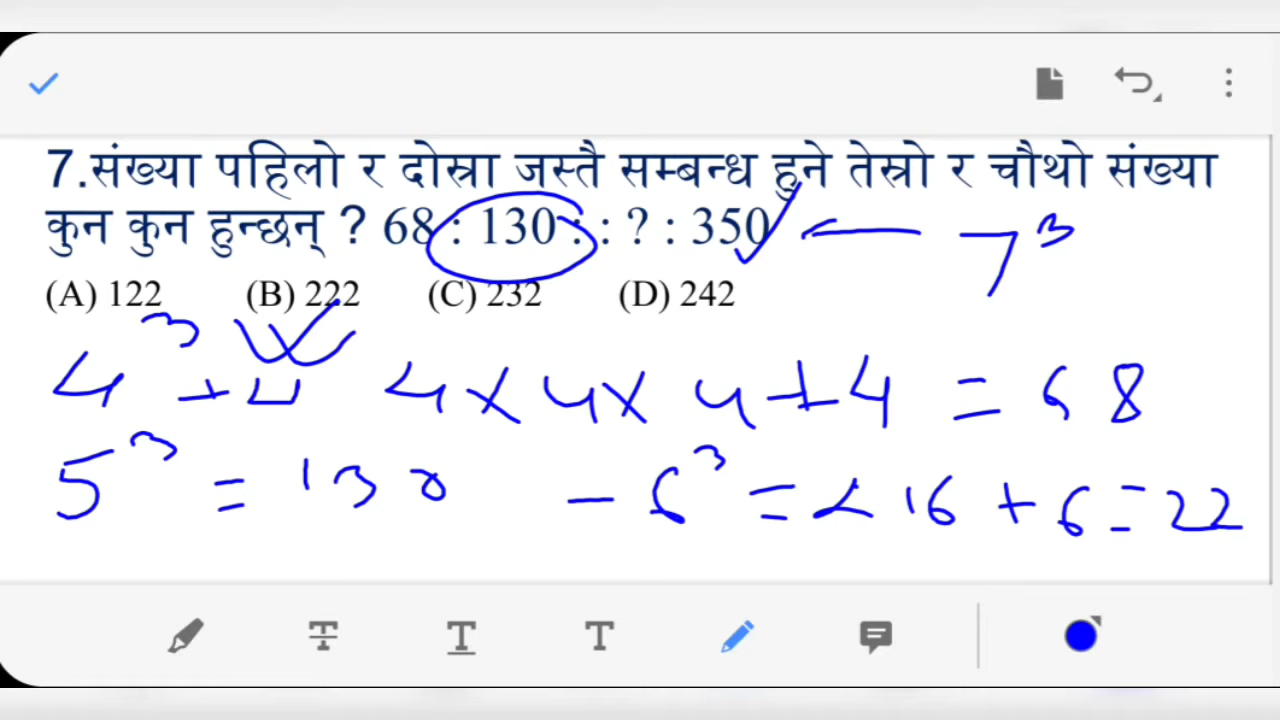 7.संख्या पहिलो र दोस्रा जस्तै सम्बन्ध हुने तेस्रो र चौथो संख्या
कुन कुन हुन्छन् ? 68 : 130 : : ? : 350 7³
(A) 122 (B) 222 (C) 232 (D) 242
4³ + 4 4 × 4 × 4 + 4 = 68
5³ = 130 - 6³ = 216 + 6 = 22
T T T